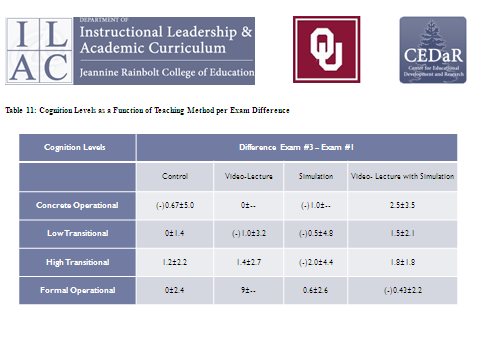 DEPARTMENT OF
I L
A C
Instructional Leadership &
Academic Curriculum
Jeannine Rainbolt College of Education
OU
CEDaR
Center for Educational
Development and Research
Table 11: Cognition Levels as a Function of Teaching Method per Exam Difference
Cognition Levels Difference Exam #3 – Exam #1
Control Video-Lecture Simulation Video- Lecture with Simulation
Concrete Operational (-)0.67±5.0 0±-- (-)1.0±-- 2.5±3.5
Low Transitional 0±1.4 (-)1.0±3.2 (-)0.5±4.8 1.5±2.1
High Transitional 1.2±2.2 1.4±2.7 (-)2.0±4.4 1.8±1.8
Formal Operational 0±2.4 9±-- 0.6±2.6 (-)0.43±2.2